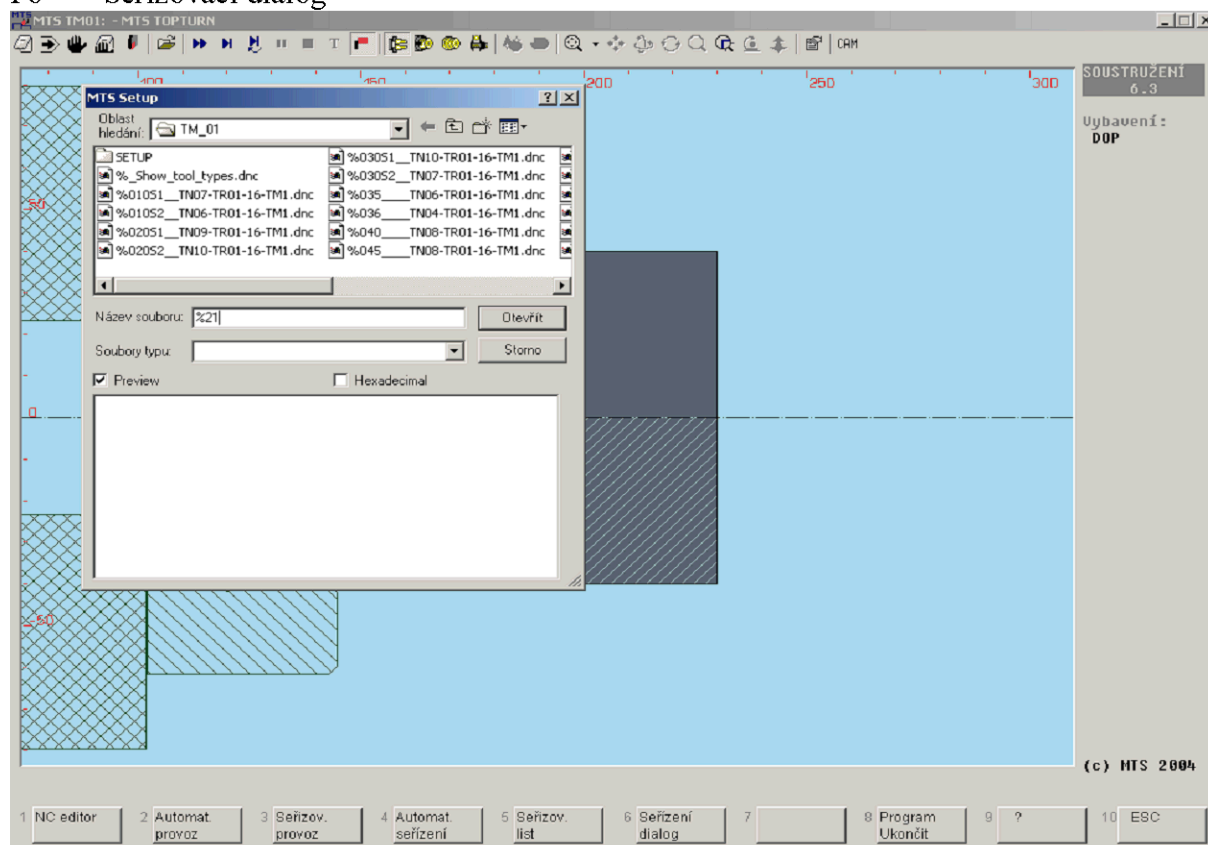 Seřizovací dialog
MTS TM01: - MTS TOPTURN
CAM
100 150 200 250 300
SOUSTRUŽENÍ
6.3
Vybavení:
DOP
MTS Setup
Oblast
hledání: TM_01
SETUP
%_Show_tool_types.dnc
%010S1__TN07-TR01-16-TM1.dnc
%010S2__TN06-TR01-16-TM1.dnc
%020S1__TN09-TR01-16-TM1.dnc
%020S2__TN10-TR01-16-TM1.dnc
%030S1__TN10-TR01-16-TM1.dnc
%030S2__TN07-TR01-16-TM1.dnc
%035____TN06-TR01-16-TM1.dnc
%036____TN04-TR01-16-TM1.dnc
%040____TN08-TR01-16-TM1.dnc
%045____TN08-TR01-16-TM1.dnc
Název souboru: %21 Otevřít
Soubory typu: Storno
Preview Hexadecimal
50
0
-50
(c) MTS 2004
1 NC editor
2 Automat. provoz
3 Seřizov. provoz
4 Automat. seřízení
5 Seřizov. list
6 Seřízení dialog
7
8 Program Ukončit
9 ?
10 ESC